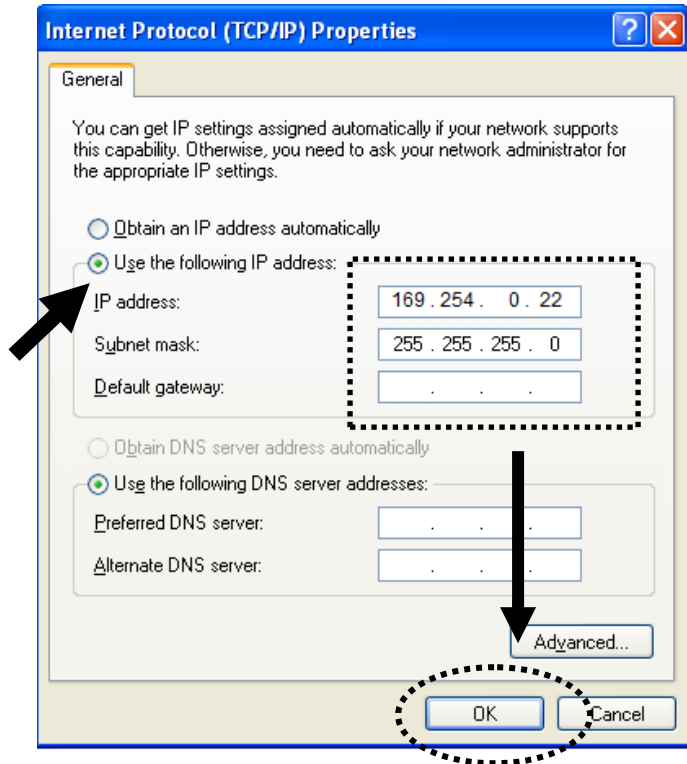 Internet Protocol (TCP/IP) Properties
General
You can get IP settings assigned automatically if your network supports
this capability. Otherwise, you need to ask your network administrator for
the appropriate IP settings.
Obtain an IP address automatically
Use the following IP address:
IP address: 169 . 254 . 0 . 22
Subnet mask: 255 . 255 . 255 . 0
Default gateway: . . .
Obtain DNS server address automatically
Use the following DNS server addresses:
Preferred DNS server: . . .
Alternate DNS server: . . .
Advanced...
OK Cancel